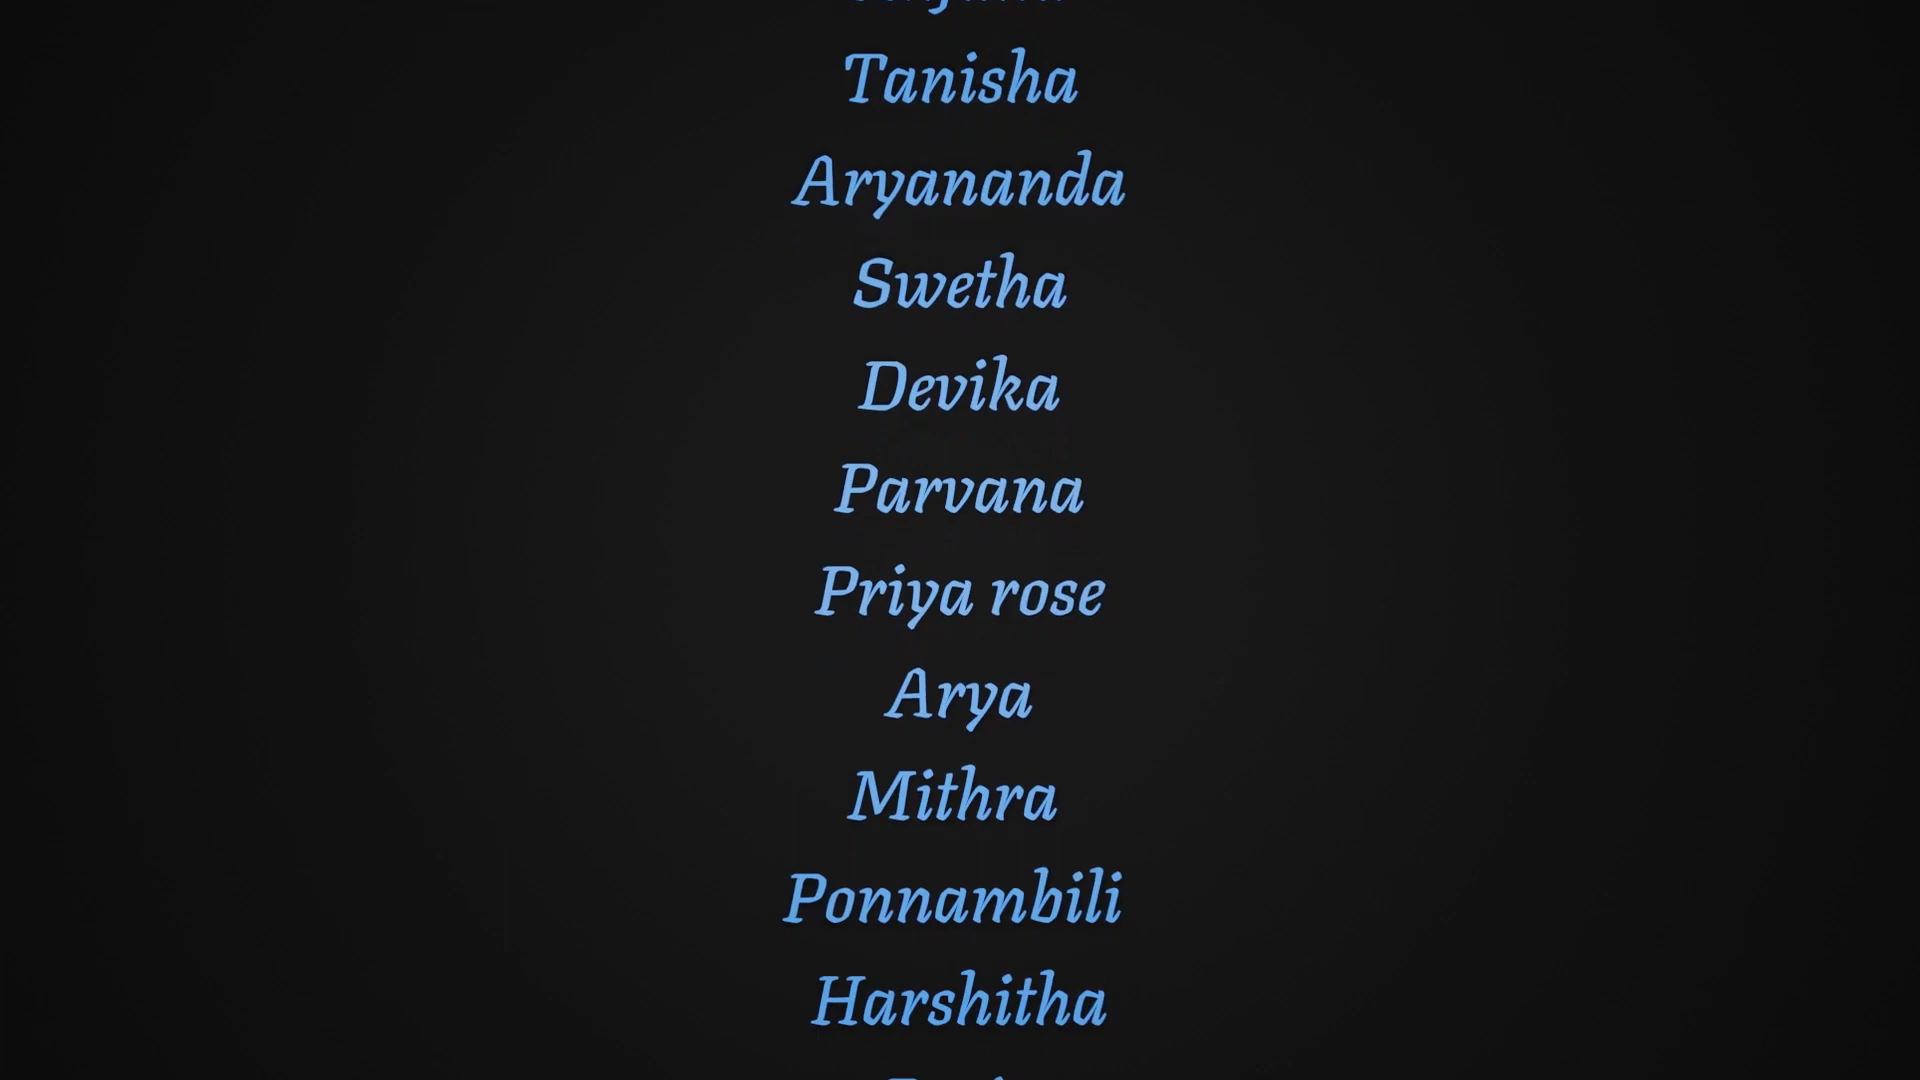 Tanisha
Aryananda
Swetha
Devika
Parvana
Priya rose
Arya
Mithra
Ponnambili
Harshitha